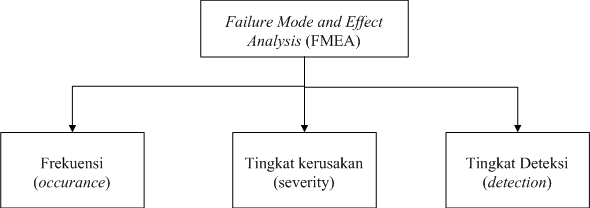 Failure Mode and Effect
Analysis (FMEA)
Frekuensi
(occurance)
Tingkat kerusakan
(severity)
Tingkat Deteksi
(detection)